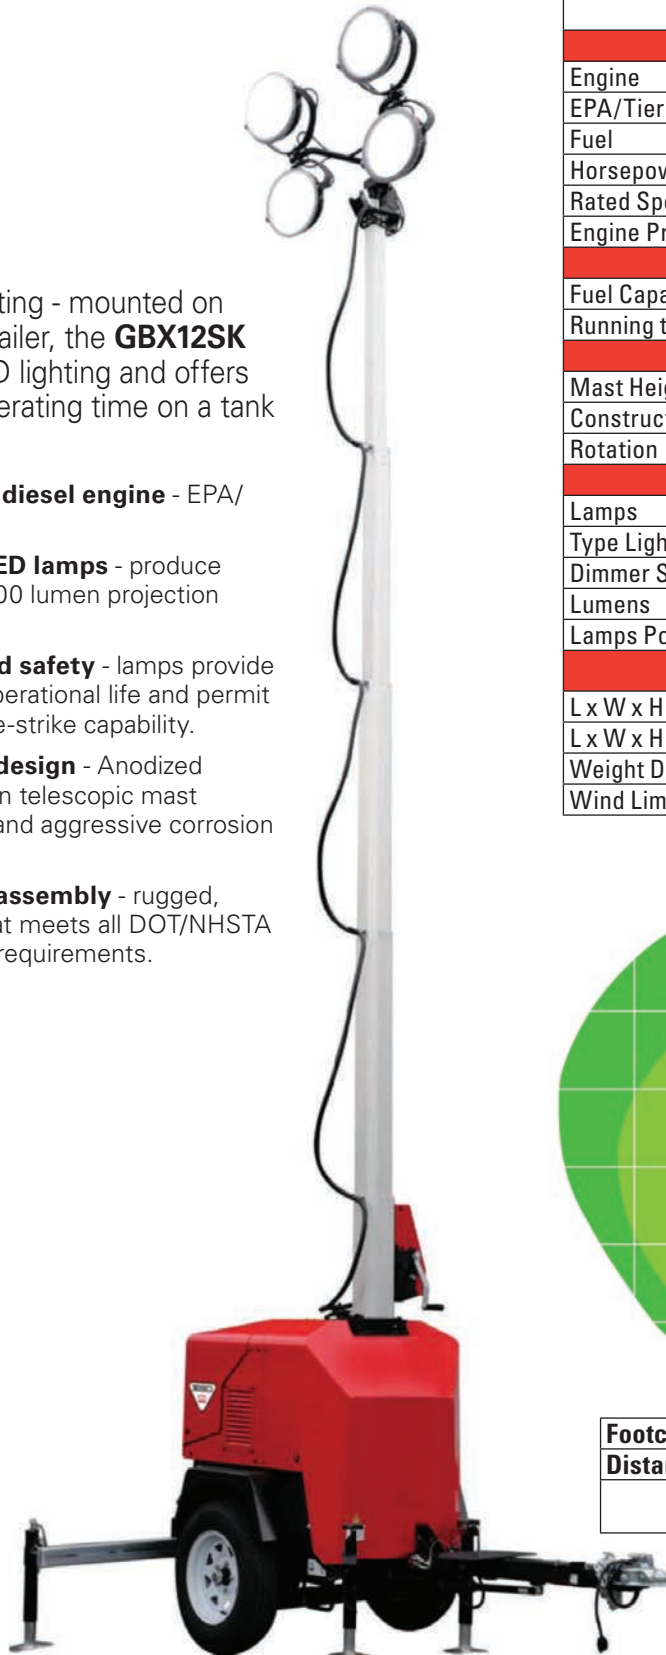 ting - mounted on
ailer, the GBX12SK
D lighting and offers
erating time on a tank
diesel engine - EPA/
ED lamps - produce
00 lumen projection
d safety - lamps provide
perational life and permit
e-strike capability.
design - Anodized
n telescopic mast
and aggressive corrosion
assembly - rugged,
at meets all DOT/NHSTA
requirements.
Engine
EPA/Tier
Fuel
Horsepov
Rated Spe
Engine Pr
Fuel Capa
Running t
Mast Heig
Construct
Rotation
Lamps
Type Ligh
Dimmer S
Lumens
Lamps Po
L x W x H
L x W x H
Weight D
Wind Lim
Footc
Distan